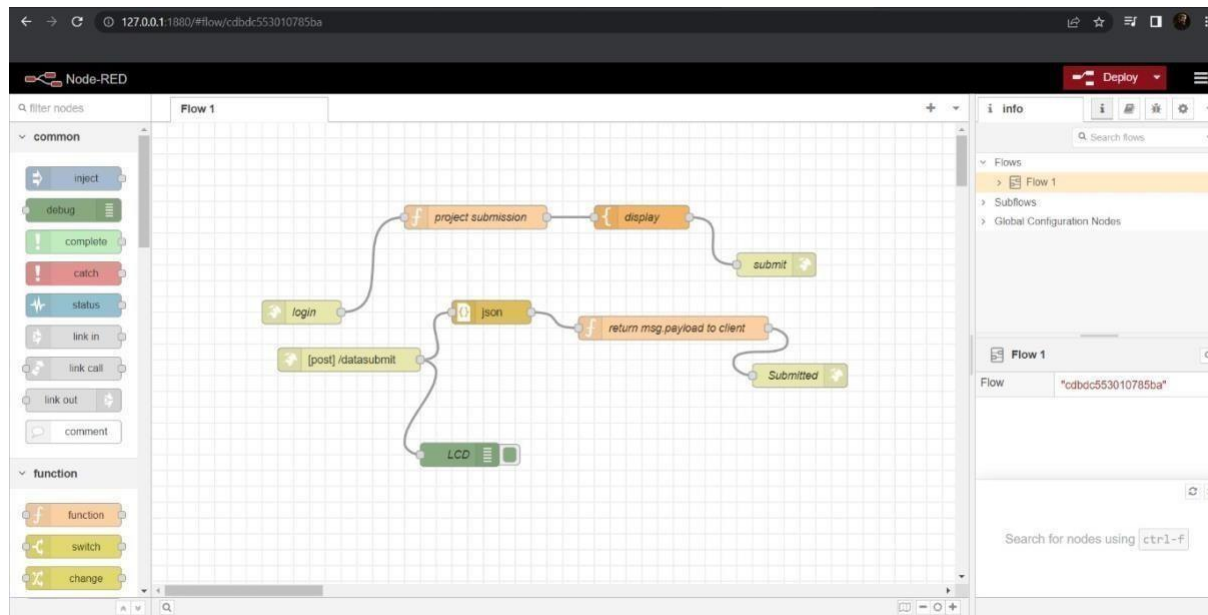 127.0.0.1:1880/#flow/cdbdc553010785ba
Node-RED
Deploy
filter nodes
Flow 1
info
Search flows
common
inject
debug
complete
catch
status
link in
link call
link out
comment
function
function
switch
change
project submission
display
submit
login
json
return msg.payload to client
[post] /datasubmit
Submitted
LCD
Flows
Flow 1
Subflows
Global Configuration Nodes
Flow 1
Flow "cdbdc553010785ba"
Search for nodes using ctrl-f